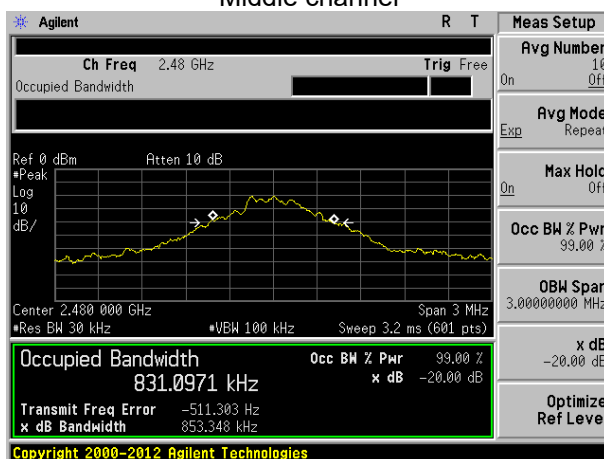 Middle channel
Agilent R T Meas Setup
Ch Freq 2.48 GHz Trig Free
Occupied Bandwidth
Avg Number
10
On Off
Avg Mode
Exp Repeat
Max Hold
On Off
Occ BW % Pwr
99.00 %
OBW Span
3.00000000 MHz
x dB
-20.00 dB
Optimize
Ref Level
Ref 0 dBm Atten 10 dB
#Peak
Log
10
dB/
Center 2.480 000 GHz Span 3 MHz
#Res BW 30 kHz #VBW 100 kHz Sweep 3.2 ms (601 pts)
Occupied Bandwidth Occ BW % Pwr 99.00 %
831.0971 kHz x dB -20.00 dB
Transmit Freq Error -511.303 Hz
x dB Bandwidth 853.348 kHz
Copyright 2000-2012 Agilent Technologies